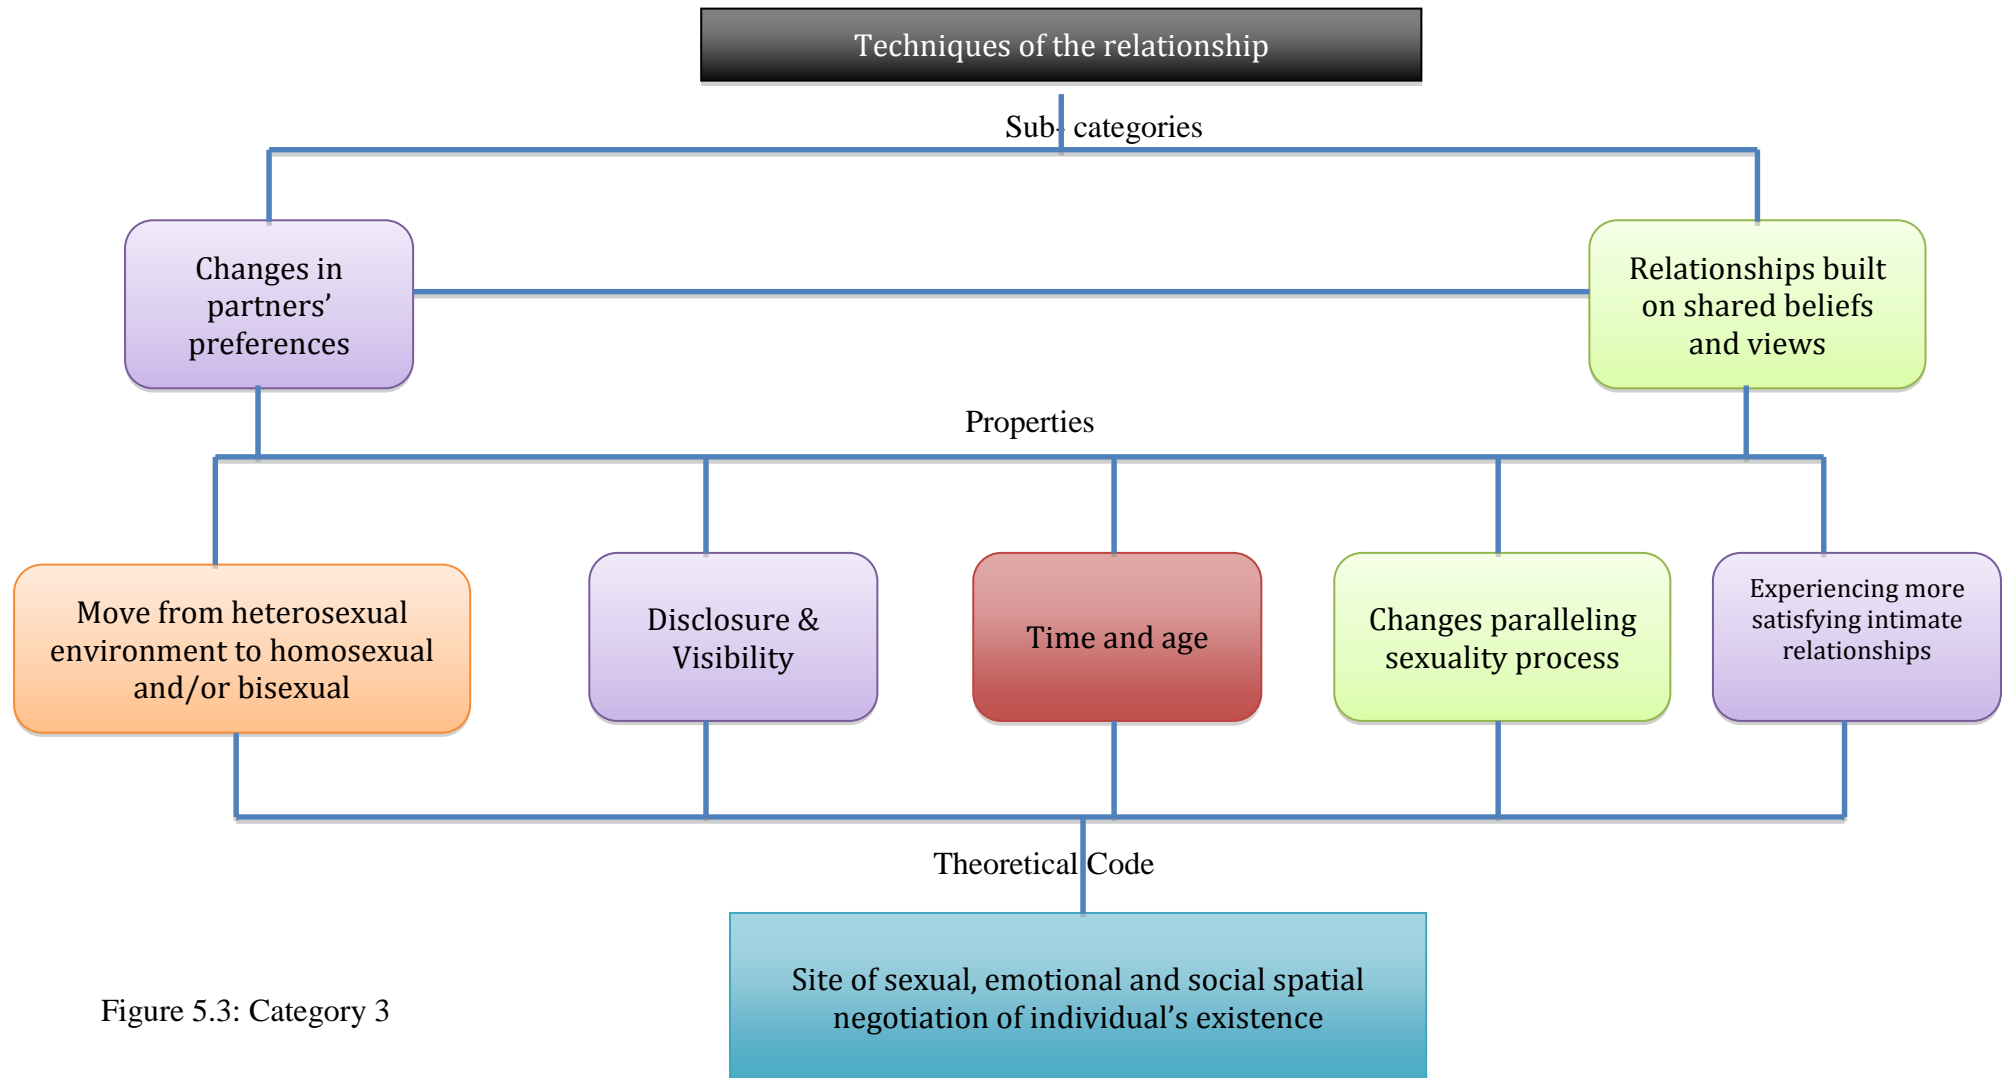 Techniques of the relationship
Sub- categories
Changes in
partners’
preferences
Relationships built
on shared beliefs
and views
Properties
Move from heterosexual
environment to homosexual
and/or bisexual
Disclosure &
Visibility
Time and age
Changes paralleling
sexuality process
Experiencing more
satisfying intimate
relationships
Theoretical Code
Site of sexual, emotional and social spatial
negotiation of individual’s existence
Figure 5.3: Category 3